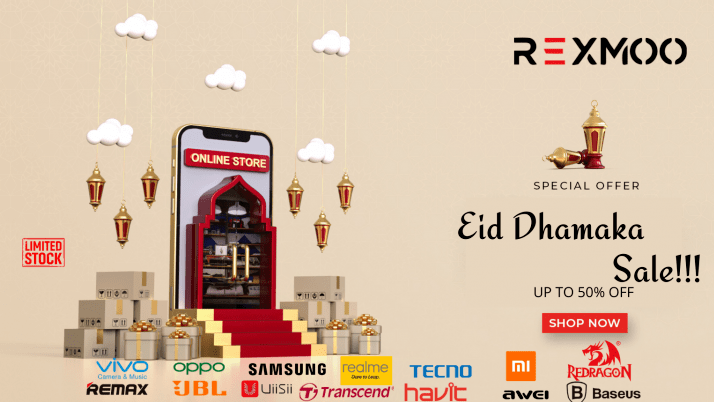 REXMOO
ONLINE STORE
SPECIAL OFFER
Eid Dhamaka
Sale!!!
UP TO 50% OFF
LIMITED
STOCK
SHOP NOW
vivo
Camera & Music
oppo
SAMSUNG
realme
Dare to Leap.
TECNO
mi
REDRAGON
REMAX
JBL
UiiSii
Transcend
havit
awei
B Baseus